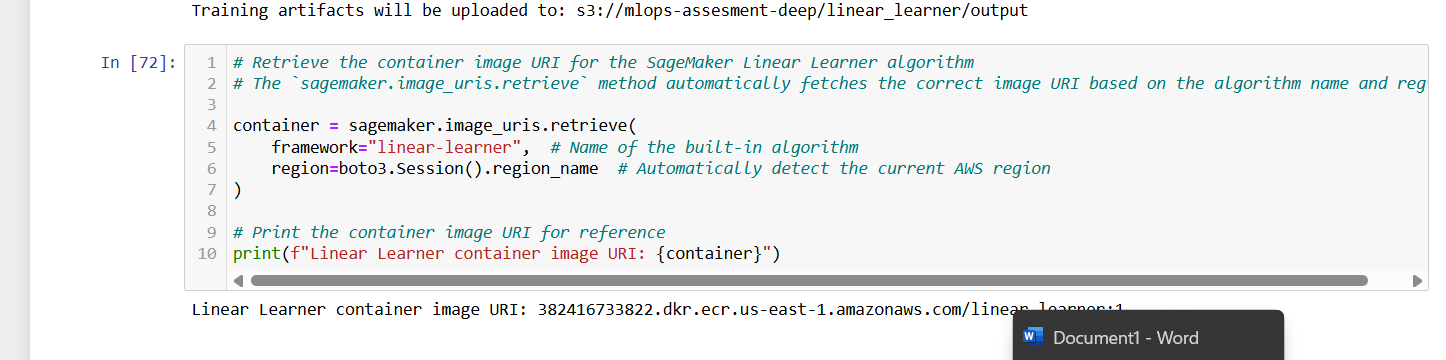 Training artifacts will be uploaded to: s3://mlops-assesment-deep/linear_learner/output
In [72]:
1 # Retrieve the container image URI for the SageMaker Linear Learner algorithm
2 # The `sagemaker.image_uris.retrieve` method automatically fetches the correct image URI based on the algorithm name and reg
3
4 container = sagemaker.image_uris.retrieve(
5     framework="linear-learner",  # Name of the built-in algorithm
6     region=boto3.Session().region_name  # Automatically detect the current AWS region
7 )
8
9 # Print the container image URI for reference
10 print(f"Linear Learner container image URI: {container}")
Linear Learner container image URI: 382416733822.dkr.ecr.us-east-1.amazonaws.com/linear-learner:1
Document1 - Word